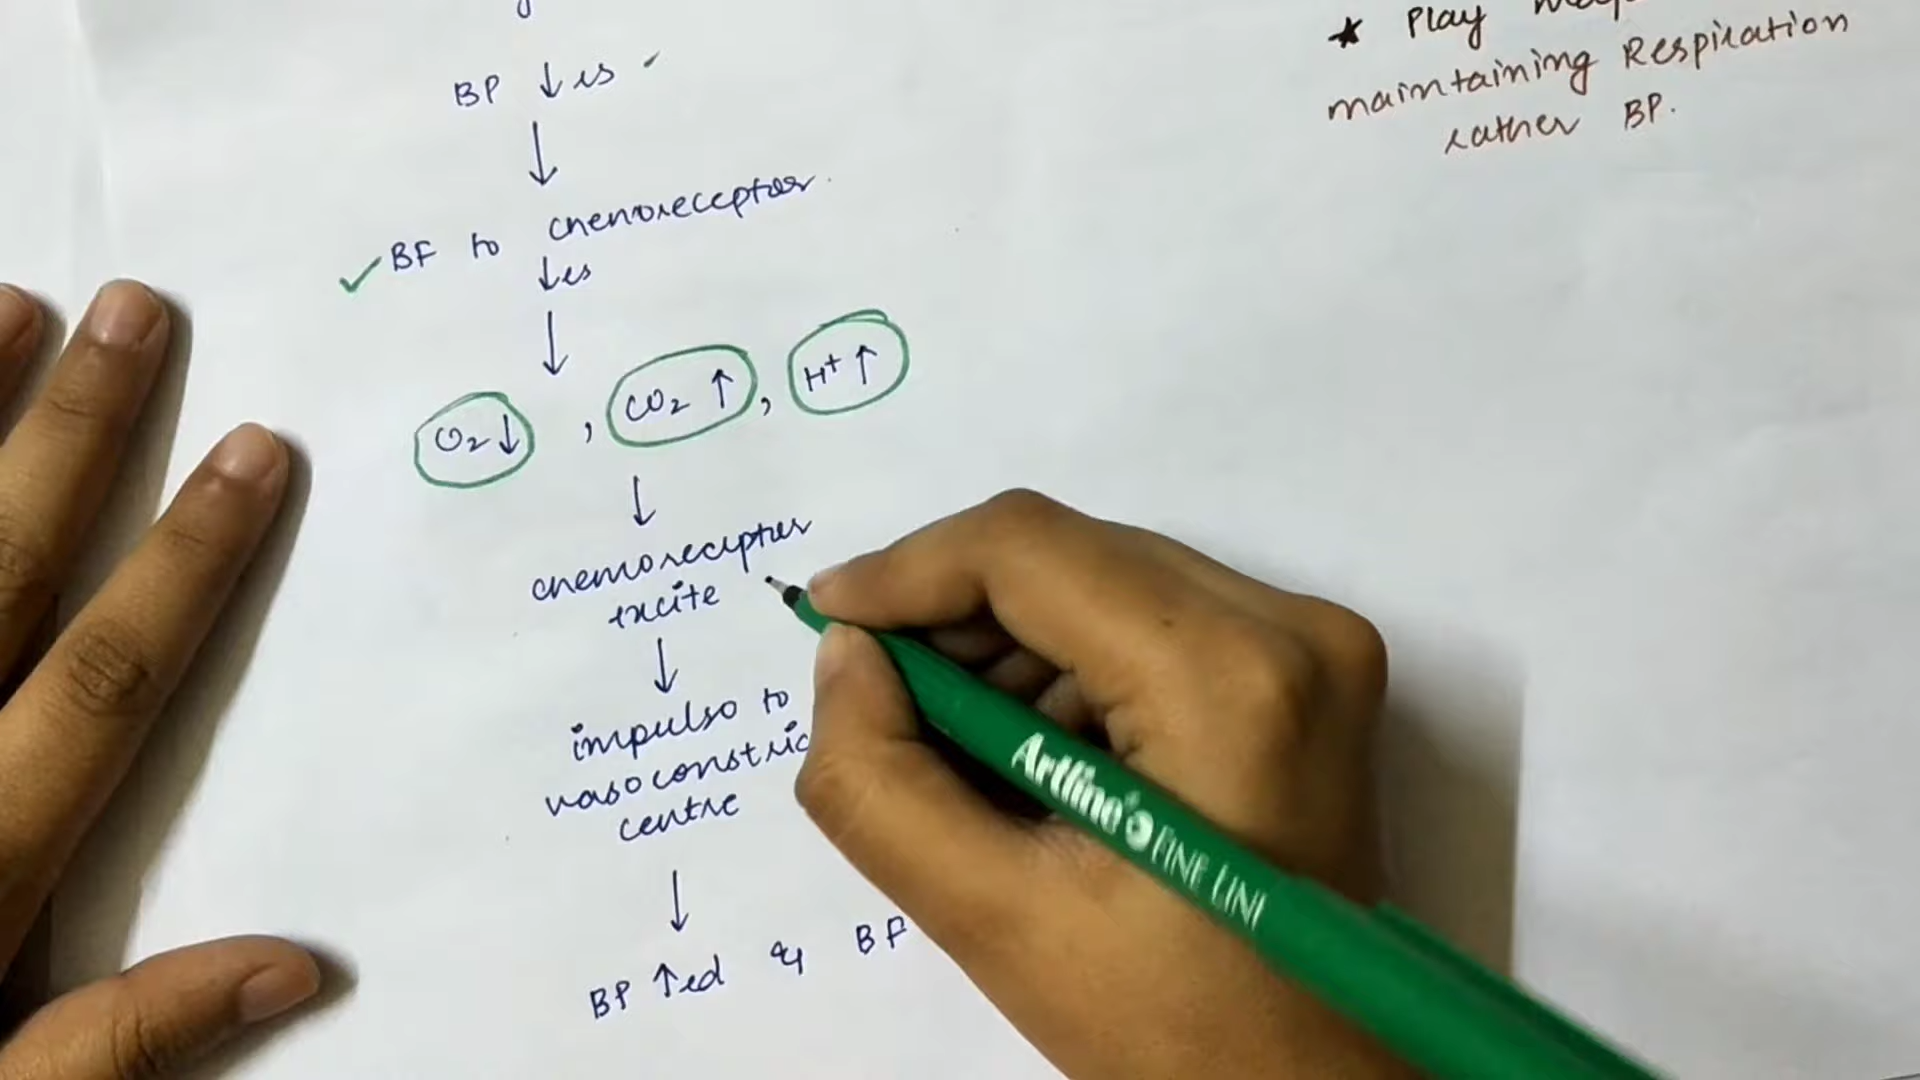 BP ↓es
↓
BF to chemoreceptor
↓es
↓
O2↓ , CO2 ↑ , H+ ↑
↓
chemoreceptor
excite
↓
impulse to
vasoconstric
centre
↓
BP ↑ed & BF
★ Play
maintaining Respiration
rather BP.
Artline
FINE LINE